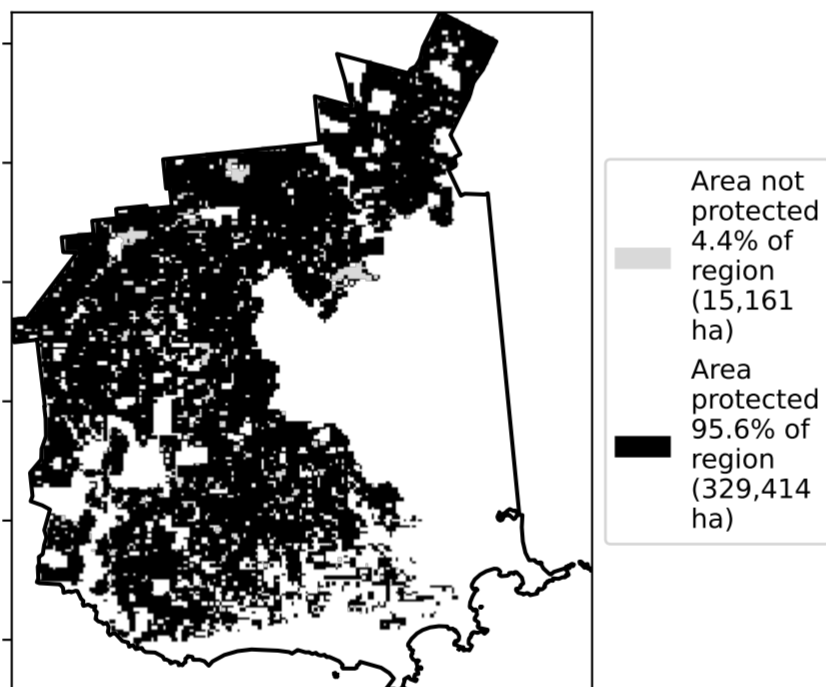 Area not
protected
4.4% of
region
(15,161
ha)
Area
protected
95.6% of
region
(329,414
ha)